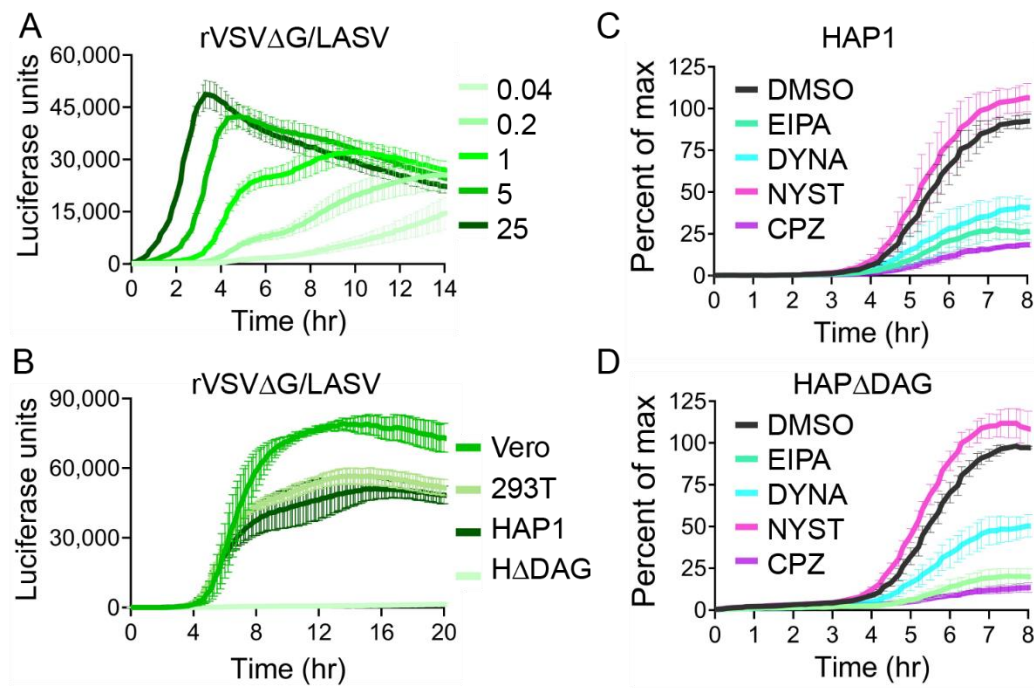 A
rVSVΔG/LASV
Luciferase units
60,000
45,000
30,000
15,000
0
0 2 4 6 8 10 12 14
Time (hr)
0.04
0.2
1
5
25
B
rVSVΔG/LASV
Luciferase units
90,000
60,000
30,000
0
0 4 8 12 16 20
Time (hr)
Vero
293T
HAP1
HΔDAG
C
HAP1
Percent of max
125
100
75
50
25
0
0 1 2 3 4 5 6 7 8
Time (hr)
DMSO
EIPA
DYNA
NYST
CPZ
D
HAPΔDAG
Percent of max
125
100
75
50
25
0
0 1 2 3 4 5 6 7 8
Time (hr)
DMSO
EIPA
DYNA
NYST
CPZ